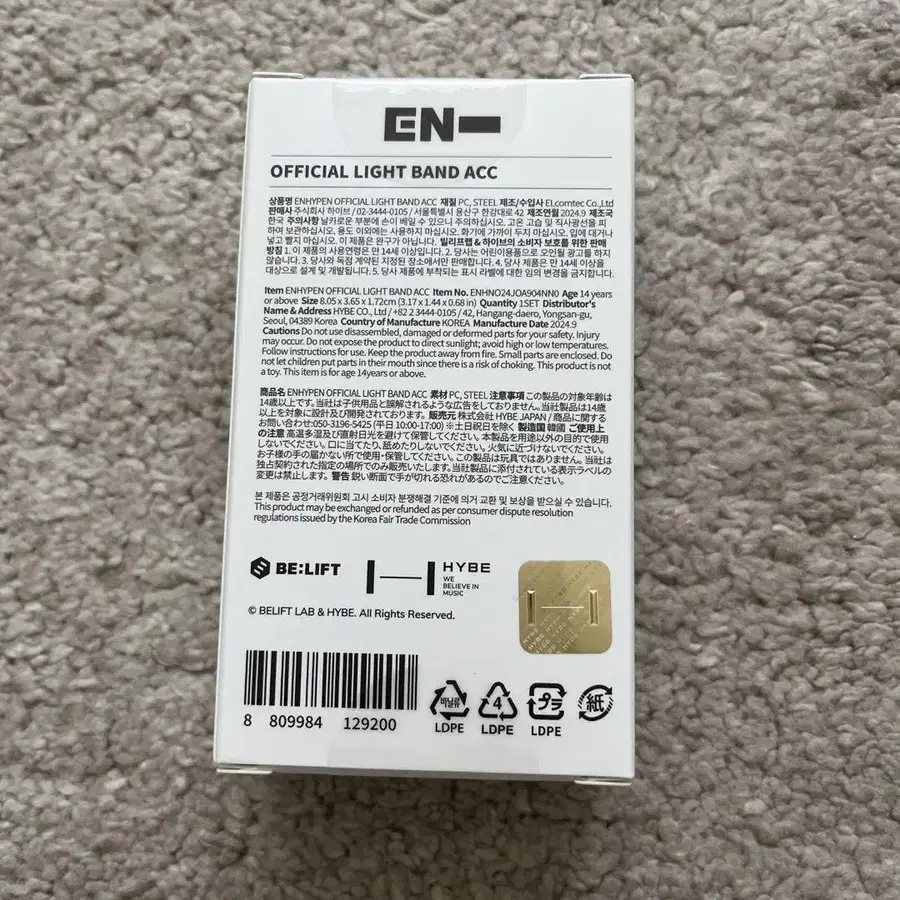 EN-
OFFICIAL LIGHT BAND ACC
상품명 ENHYPEN OFFICIAL LIGHT BAND ACC 재질 PC, STEEL 제조/수입사 El.comtec Co.,Ltd
판매사 주식회사 하이브 / 02-3444-0105 / 서울특별시 용산구 한강대로 42 제조연월 2024.9 제조국
한국 주의사항 날카로운 부분에 손이 베일 수 있으니 주의하십시오. 고온 고습 및 직사광선을 피
하여 보관하십시오. 용도 이외에는 사용하지 마십시오. 화기에 가까이 두지 마십시오. 입에 대거나
넣고 빨지 마십시오. 이 제품은 완구가 아닙니다. 빌리프랩 & 하이브의 소비자 보호를 위한 판매
방침 1. 이 제품의 사용연령은 만 14세 이상입니다. 2. 당사는 어린이용품으로 오인될 광고를 하지
않습니다. 3. 당사와 독점 계약된 지정된 장소에서만 판매합니다. 4. 당사 제품은 만 14세 이상을
대상으로 설계 및 개발됩니다. 5. 당사 제품에 부착되는 표시 라벨에 대한 임의 변경을 금지합니다.
Item ENHYPEN OFFICIAL LIGHT BAND ACC Item No. ENHNO24JOA904NN0 Age 14 years
or above Size 8.05 x 3.65 x 1.72cm (3.17 x 1.44 x 0.68 in) Quantity 1SET Distributor's
Name & Address HYBE CO., Ltd / +82 2 3444-0105 / 42, Hangang-daero, Yongsan-gu,
Seoul, 04389 Korea Country of Manufacture KOREA Manufacture Date 2024.9
Cautions Do not use disassembled, damaged or deformed parts for your safety. Injury
may occur. Do not expose the product to direct sunlight; avoid high or low temperatures.
Follow instructions for use. Keep the product away from fire. Small parts are enclosed. Do
not let children put parts in their mouth since there is a risk of choking. This product is not
a toy. This item is for age 14years or above.
商品名 ENHYPEN OFFICIAL LIGHT BAND ACC 素材 PC, STEEL 注意事項 この製品の対象年齢は
14歳以上です。当社は子供用品と誤解されるような広告をしておりません。当社製品は14歳
以上を対象に設計及び開発されております。販売元 株式会社 HYBE JAPAN / 商品に関する
お問い合わせ:050-3196-5425 (平日 10:00-17:00) ※土日祝日を除く 製造国 韓國 ご使用上
の注意 高温多湿及び直射日光を避けて保管してください。本製品を用途以外の目的で使用
しないでください。口に当てたり、舐めたりしないでください。火気に近づけないでください。
お子様の手の届かない所で使用・保管してください。この製品は玩具ではありません。当社は
独占契約された指定の場所でのみ販売いたします。当社製品に添付されている表示ラベルの
変更は禁止します。警告 鋭い断面で手が切れる恐れがあるのでご注意ください。
본 제품은 공정거래위원회 고시 소비자 분쟁해결 기준에 의거 교환 및 보상을 받으실 수 있습니다.
This product may be exchanged or refunded as per consumer dispute resolution
regulations issued by the Korea Fair Trade Commission
BE:LIFT
HYBE
WE
BELIEVE IN
MUSIC
© BELIFT LAB & HYBE. All Rights Reserved.
8 809984 129200
비닐류
LDPE
4
LDPE
プラ
LDPE
紙